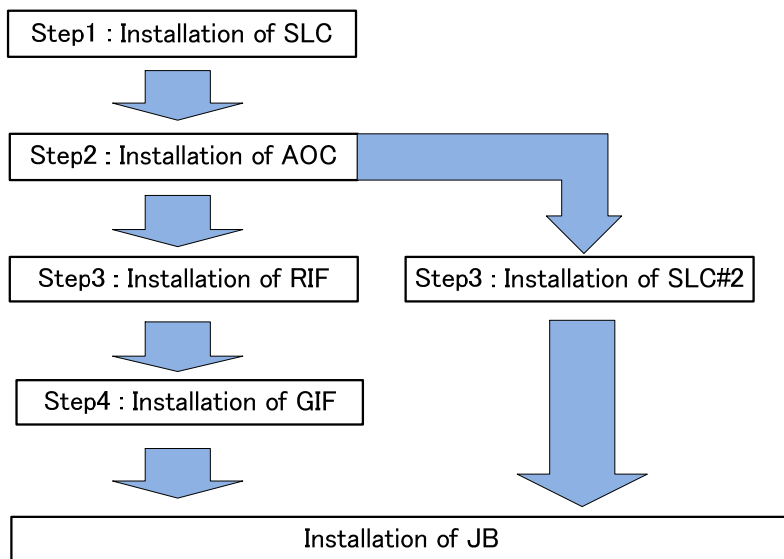 Step1 : Installation of SLC
Step2 : Installation of AOC
Step3 : Installation of RIF
Step3 : Installation of SLC#2
Step4 : Installation of GIF
Installation of JB